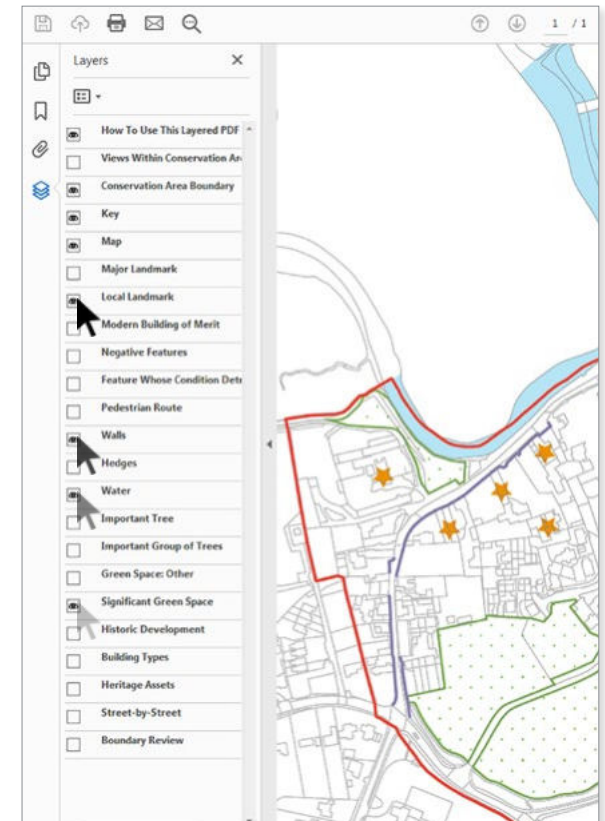 1 / 1
Layers
How To Use This Layered PDF
Views Within Conservation
Conservation Area Boundary
Key
Map
Major Landmark
Local Landmark
Modern Building of Merit
Negative Features
Feature Whose Condition
Pedestrian Route
Walls
Hedges
Water
Important Tree
Important Group of Trees
Green Space: Other
Significant Green Space
Historic Development
Building Types
Heritage Assets
Street-by-Street
Boundary Review